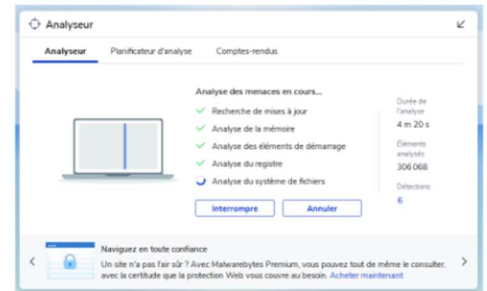 Analyseur
Analyseur Planificateur d'analyse Comptes-rendus
Analyse des menaces en cours...
Recherche de mises à jour
Analyse de la mémoire
Analyse des éléments de démarrage
Analyse du registre
Analyse du système de fichiers
Interrompre Annuler
Durée de
l'analyse
4 m 20 s
Éléments
analysés
306 068
Détections
6
Naviguez en toute confiance
Un site n'a pas l'air sûr ? Avec Malwarebytes Premium, vous pouvez tout de même le consulter,
avec la certitude que la protection Web vous couvre au besoin. Acheter maintenant